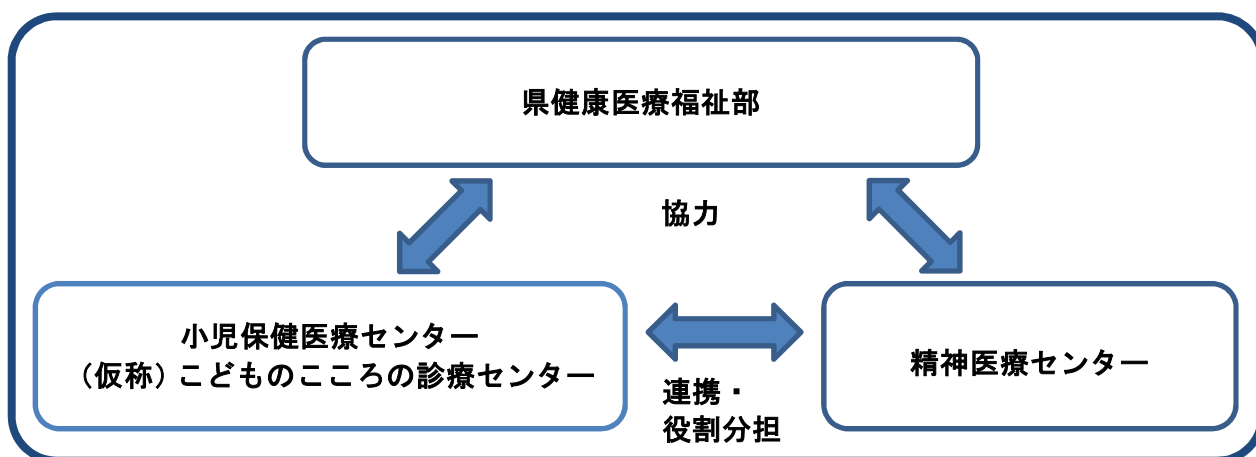 県健康医療福祉部
協力
小児保健医療センター
（仮称）こどものこころの診療センター
精神医療センター
連携・
役割分担